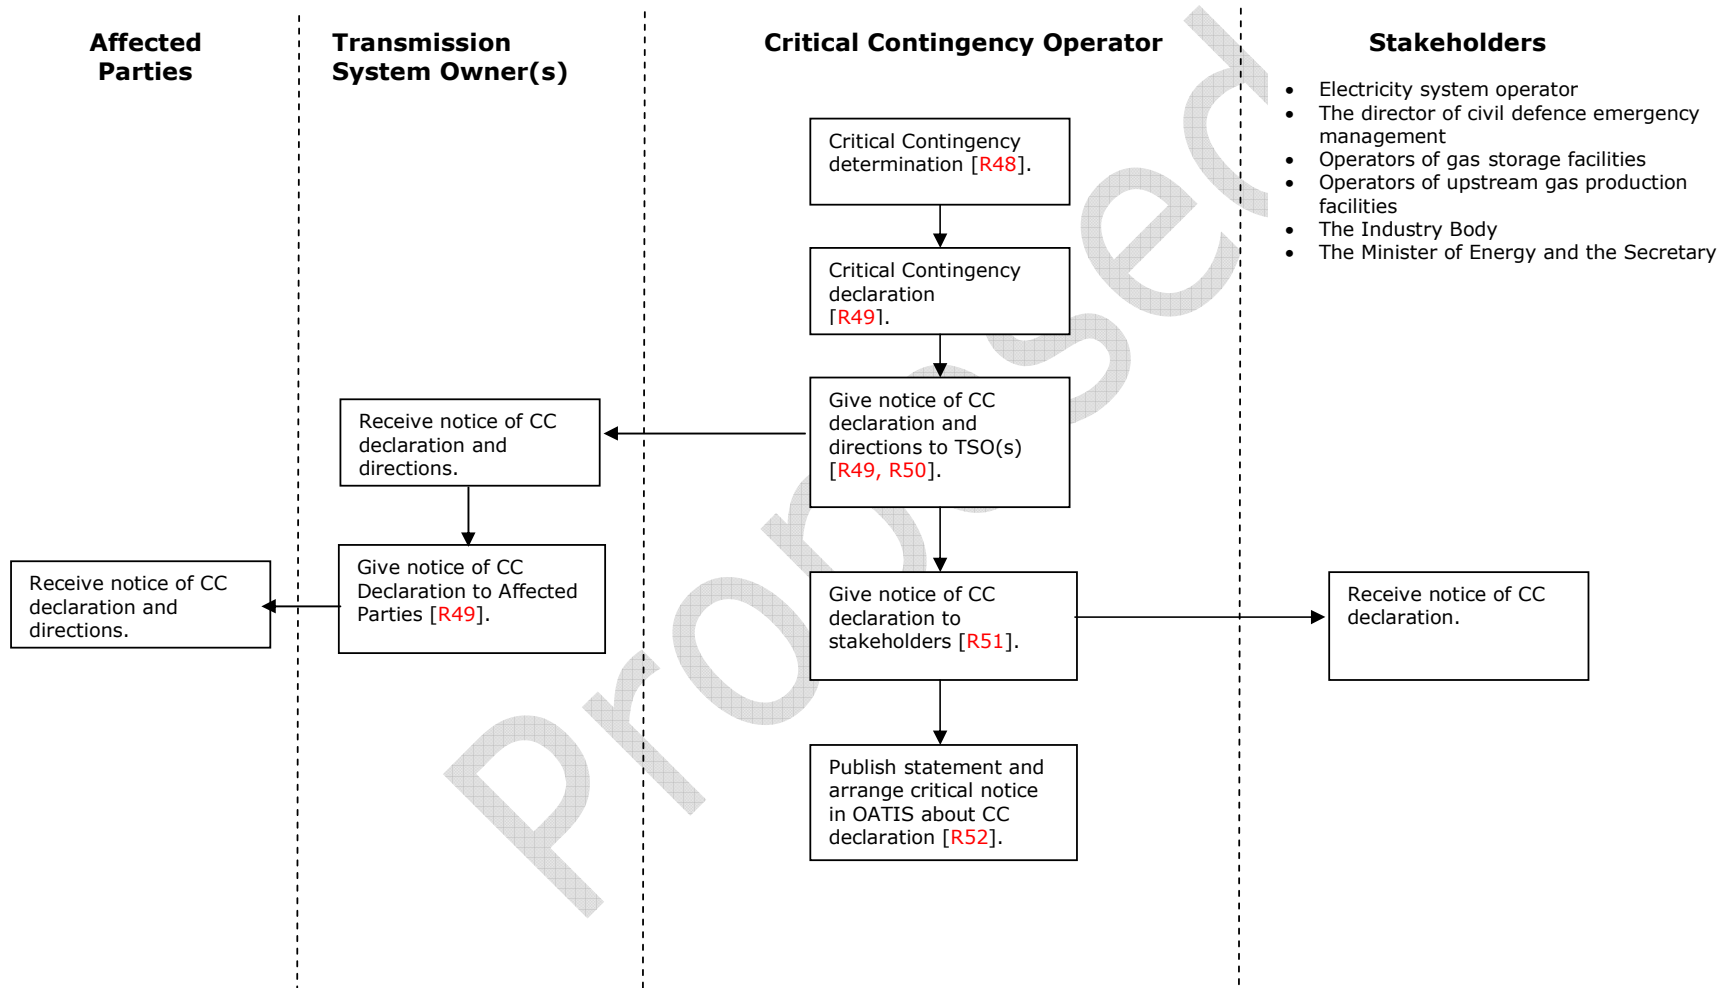 Affected
Parties
Transmission
System Owner(s)
Critical Contingency Operator
Stakeholders
• Electricity system operator
• The director of civil defence emergency
management
• Operators of gas storage facilities
• Operators of upstream gas production
facilities
• The Industry Body
• The Minister of Energy and the Secretary
Critical Contingency
determination [R48].
Critical Contingency
declaration
[R49].
Give notice of CC
declaration and
directions to TSO(s)
[R49, R50].
Receive notice of CC
declaration and
directions.
Give notice of CC
Declaration to Affected
Parties [R49].
Receive notice of CC
declaration and
directions.
Give notice of CC
declaration to
stakeholders [R51].
Receive notice of CC
declaration.
Publish statement and
arrange critical notice
in OATIS about CC
declaration [R52].
Proposed